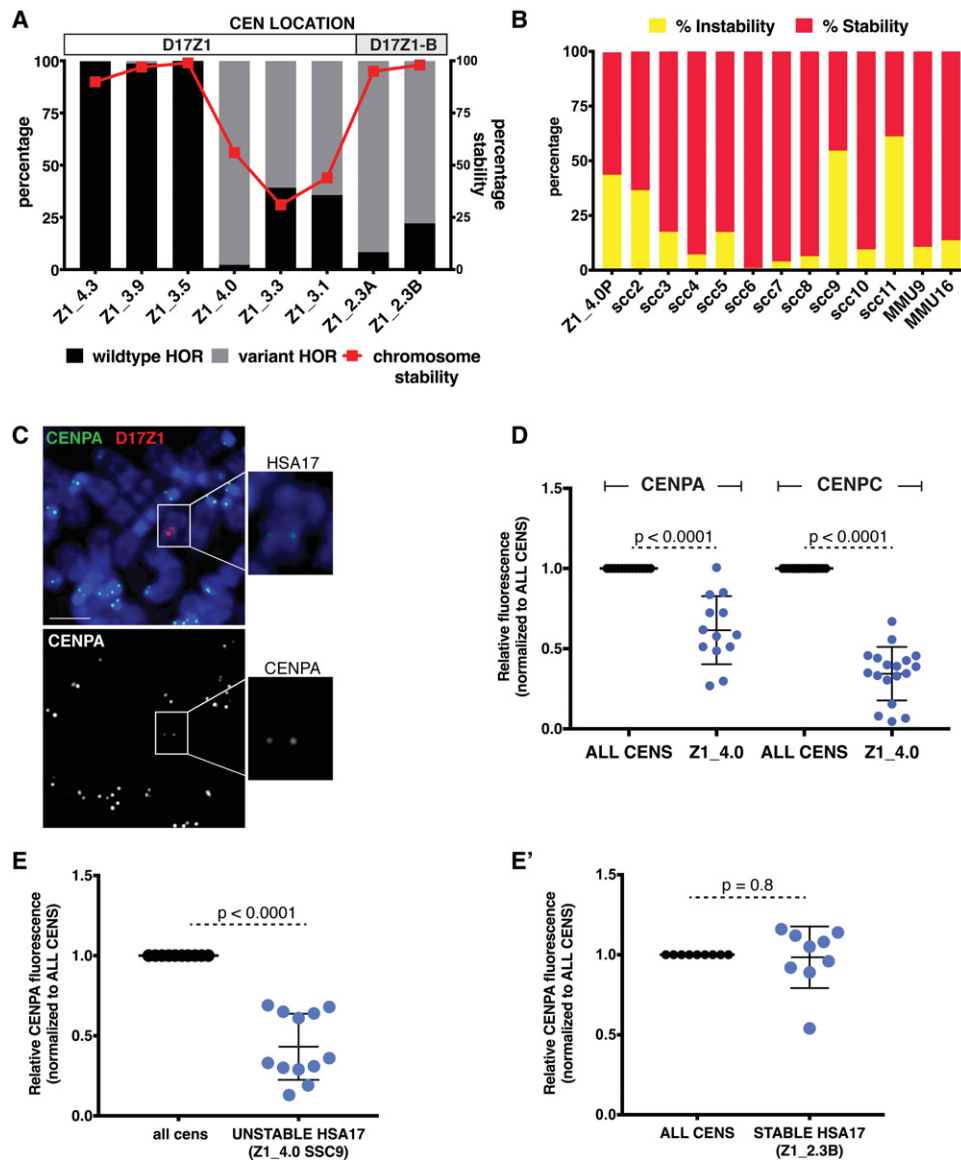 A
CEN LOCATION
D17Z1
D17Z1-B
100
75
50
25
0
percentage
100
75
50
25
0
percentage
stability
Z1_4.3
Z1_3.9
Z1_3.5
Z1_4.0
Z1_3.3
Z1_3.1
Z1_2.3A
Z1_2.3B
wildtype HOR
variant HOR
chromosome
stability
B
% Instability
% Stability
100
75
50
25
0
percentage
Z1_4.0P
scc2
scc3
scc4
scc5
scc6
scc7
scc8
scc9
scc10
scc11
MMU9
MMU16
C
CENPA D17Z1
HSA17
CENPA
CENPA
D
CENPA
CENPC
1.5
1.0
0.5
0.0
Relative fluorescence
(normalized to ALL CENS)
p < 0.0001
p < 0.0001
ALL CENS
Z1_4.0
ALL CENS
Z1_4.0
E
1.5
1.0
0.5
0.0
Relative CENPA fluorescence
(normalized to ALL CENS)
p < 0.0001
all cens
UNSTABLE HSA17
(Z1_4.0 SSC9)
E'
1.5
1.0
0.5
0.0
Relative CENPA fluorescence
(normalized to ALL CENS)
p = 0.8
ALL CENS
STABLE HSA17
(Z1_2.3B)